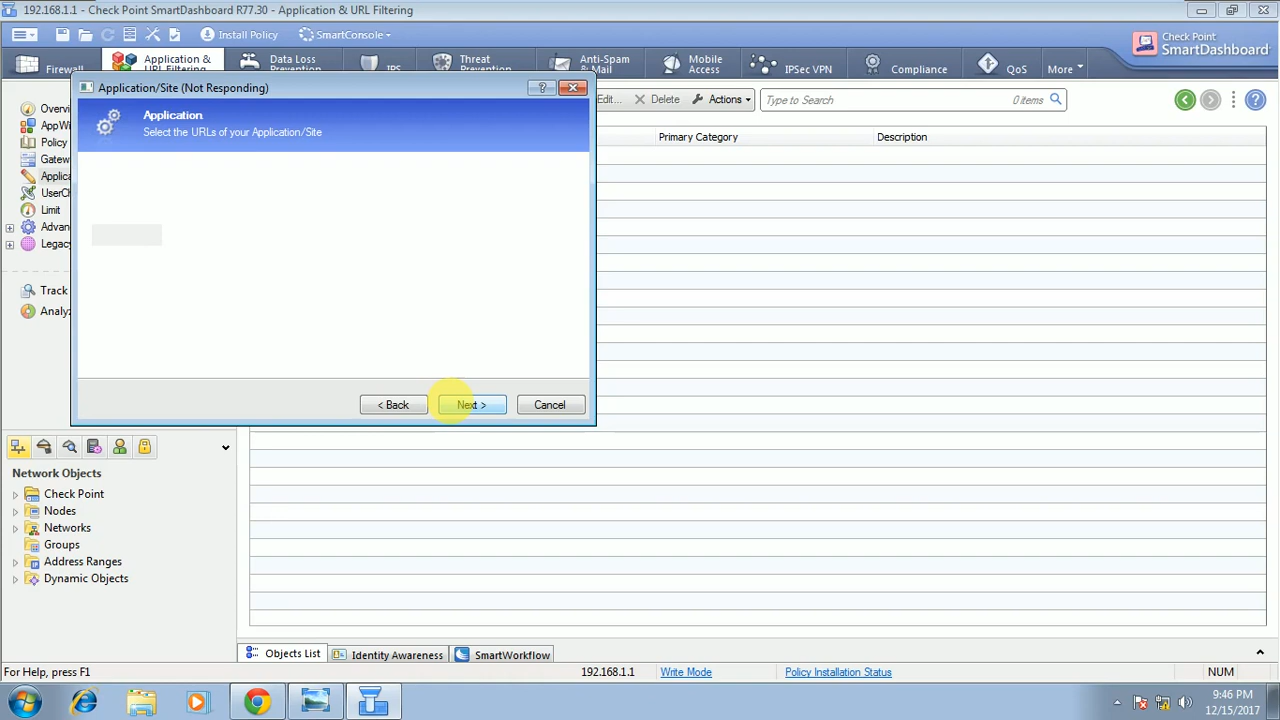 192.168.1.1 - Check Point SmartDashboard R77.30 - Application & URL Filtering
Install Policy
SmartConsole
Check Point
SmartDashboard
Firewall
Application &
URL Filtering
Data Loss
Prevention
IPS
Threat
Prevention
Anti-Spam
& Mail
Mobile
Access
IPSec VPN
Compliance
QoS
More
Application/Site (Not Responding)
?
Application
Select the URLs of your Application/Site
< Back
Next >
Cancel
Edit...
Delete
Actions
Type to Search
0 items
?
Primary Category
Description
Overvi
AppWi
Policy
Gatew
Applica
UserCh
Limit
Advan
Legacy
Track
Analyz
Network Objects
Check Point
Nodes
Networks
Groups
Address Ranges
Dynamic Objects
Objects List
Identity Awareness
SmartWorkflow
For Help, press F1
192.168.1.1
Write Mode
Policy Installation Status
NUM
9:46 PM
12/15/2017